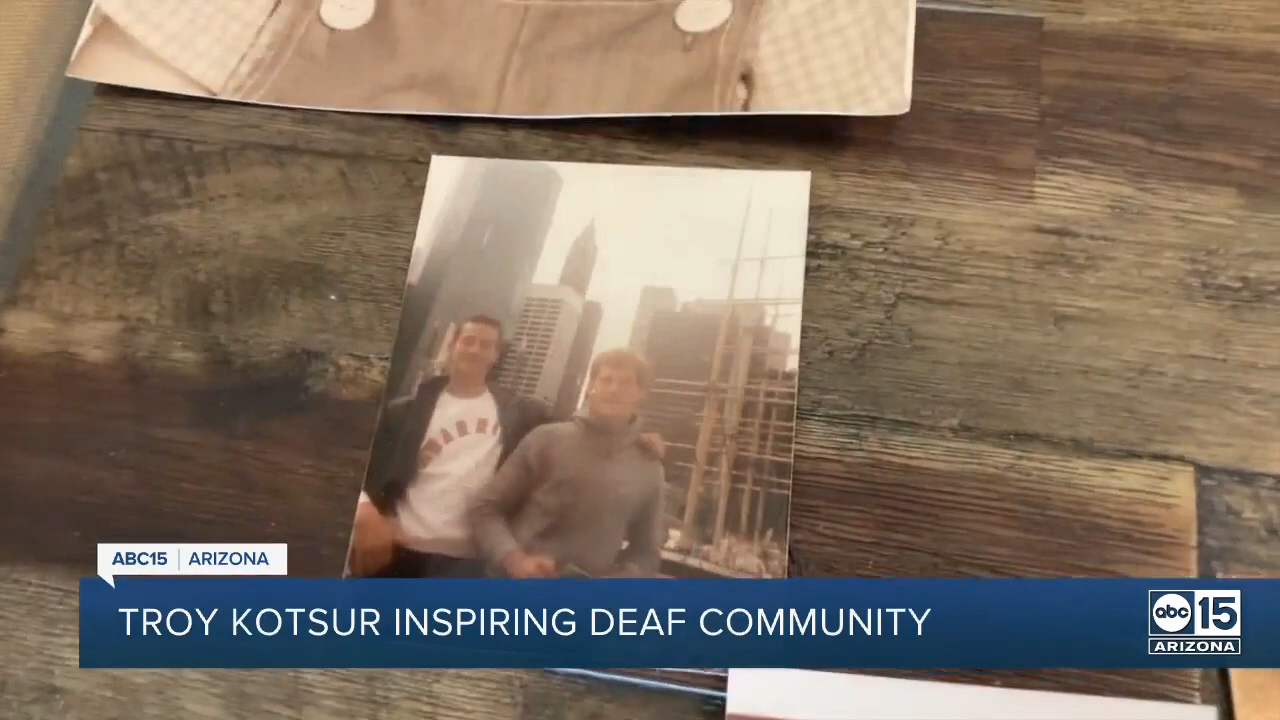 ABC15 | ARIZONA
TROY KOTSUR INSPIRING DEAF COMMUNITY
abc 15
ARIZONA